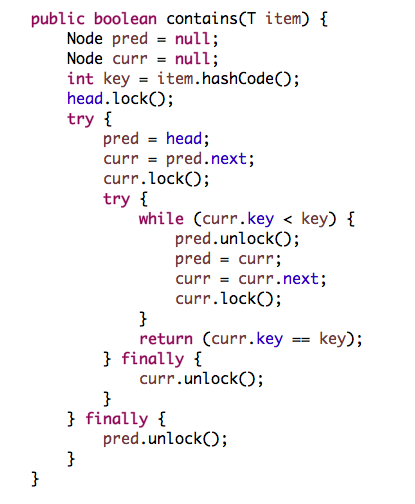 public boolean contains(T item) {
    Node pred = null;
    Node curr = null;
    int key = item.hashCode();
    head.lock();
    try {
        pred = head;
        curr = pred.next;
        curr.lock();
        try {
            while (curr.key < key) {
                pred.unlock();
                pred = curr;
                curr = curr.next;
                curr.lock();
            }
            return (curr.key == key);
        } finally {
            curr.unlock();
        }
    } finally {
        pred.unlock();
    }
}